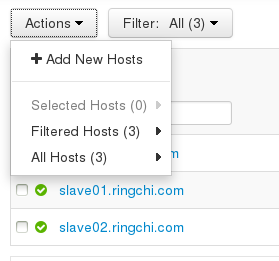 Actions
Filter: All (3)
Add New Hosts
Selected Hosts (0)
Filtered Hosts (3)
All Hosts (3)
om
slave01.ringchi.com
slave02.ringchi.com